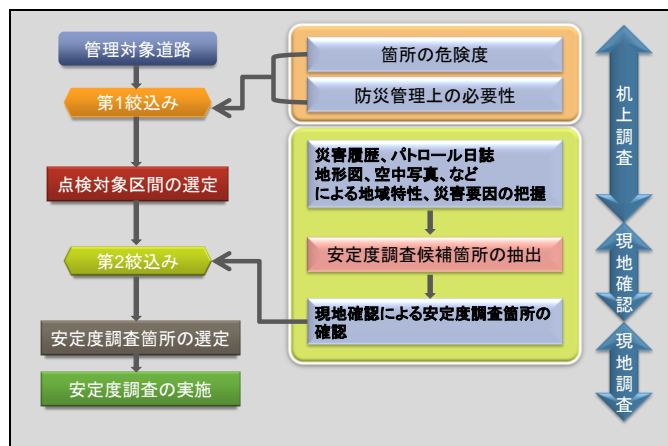 管理対象道路
第1絞込み
点検対象区間の選定
第2絞込み
安定度調査箇所の選定
安定度調査の実施
箇所の危険度
防災管理上の必要性
災害履歴、パトロール日誌
地形図、空中写真、など
による地域特性、災害要因の把握
安定度調査候補箇所の抽出
現地確認による安定度調査箇所の
確認
机上調査
現地確認
現地調査